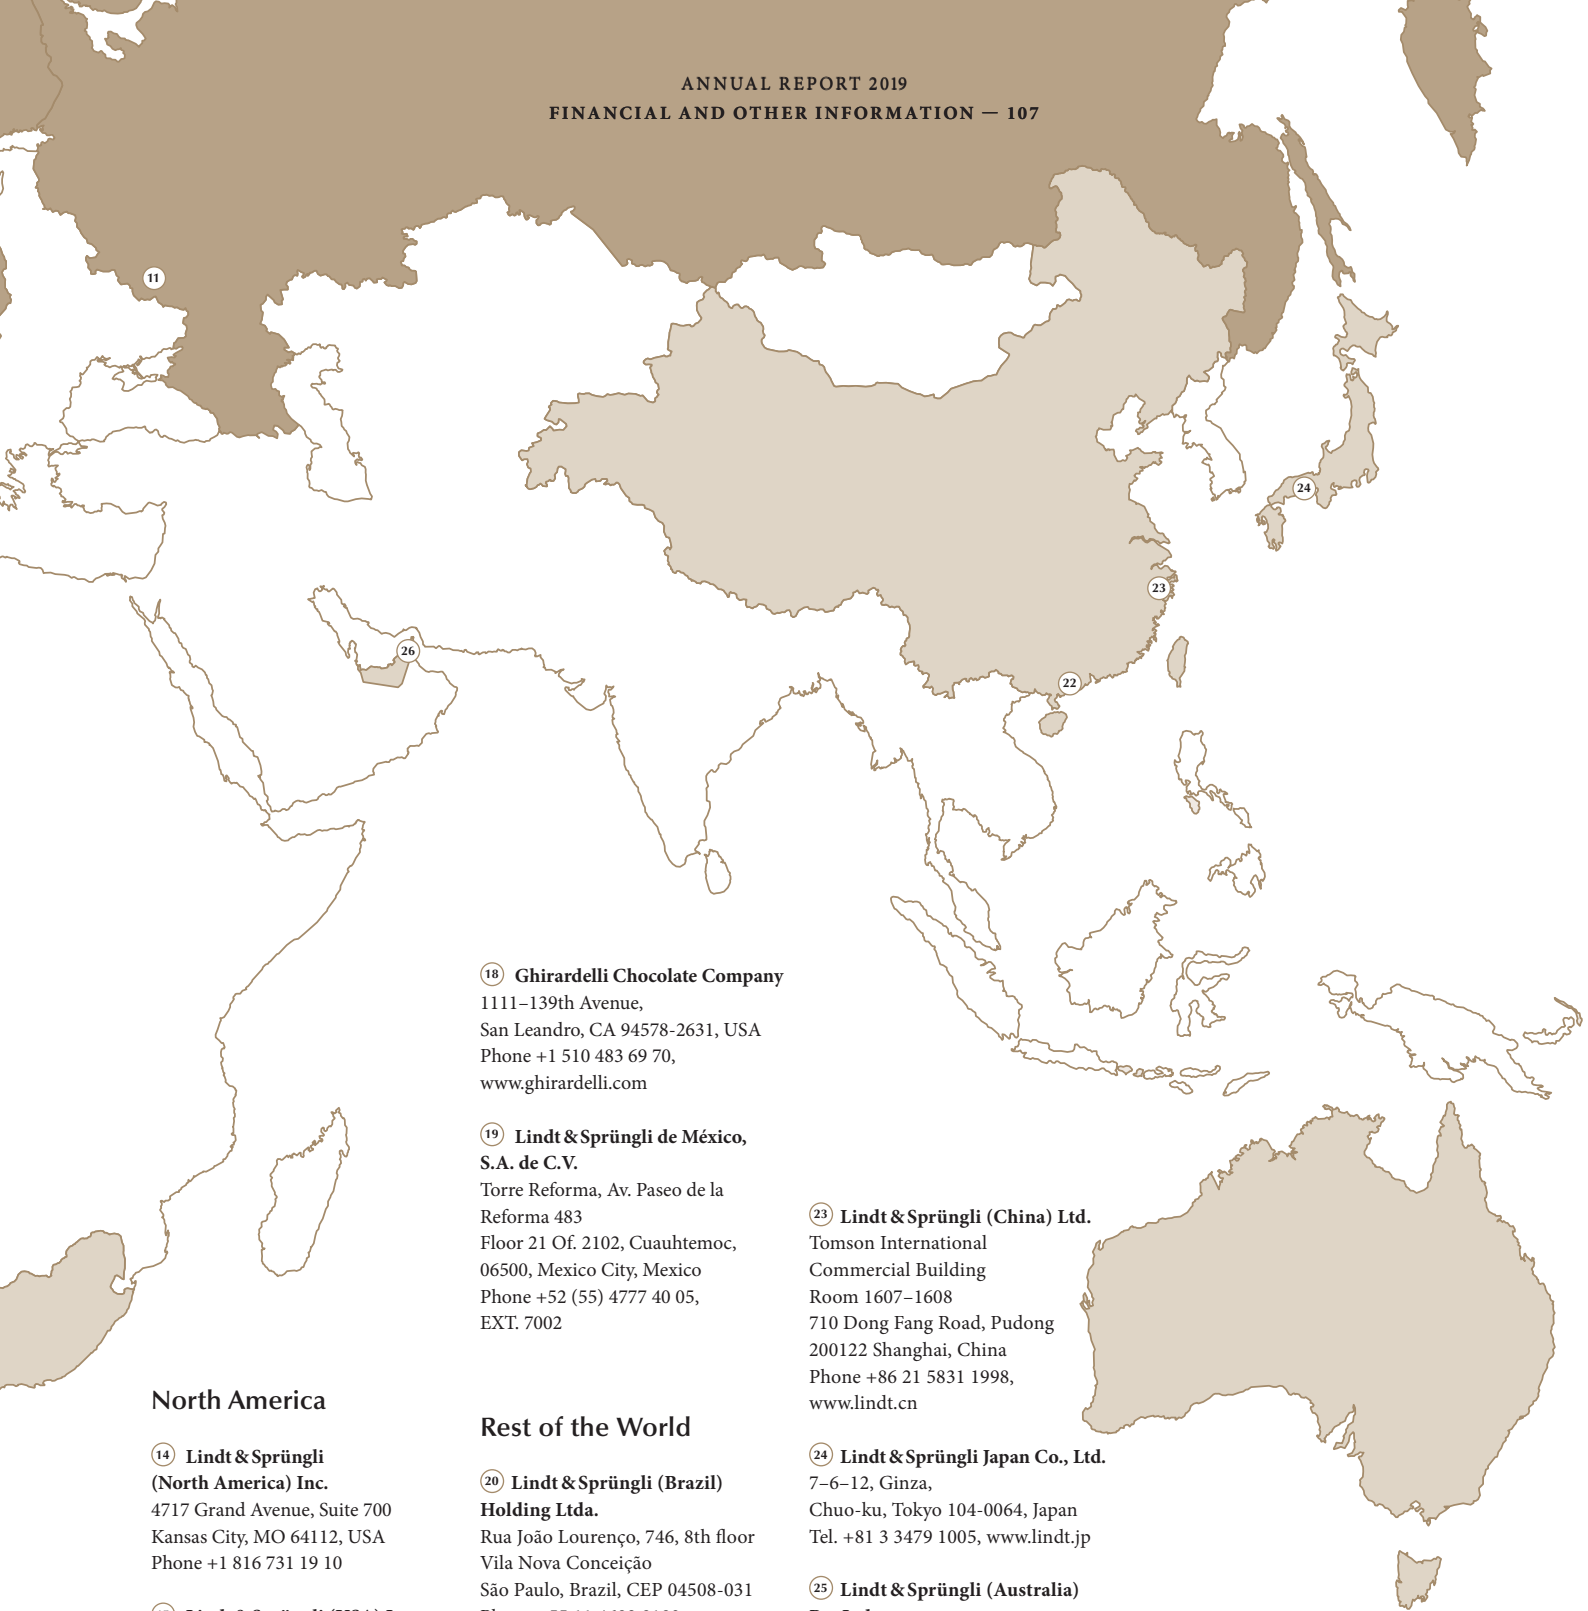 ANNUAL REPORT 2019
FINANCIAL AND OTHER INFORMATION — 107
11
24
23
26
22
North America
14 Lindt & Sprüngli
(North America) Inc.
4717 Grand Avenue, Suite 700
Kansas City, MO 64112, USA
Phone +1 816 731 19 10
18 Ghirardelli Chocolate Company
1111–139th Avenue,
San Leandro, CA 94578-2631, USA
Phone +1 510 483 69 70,
www.ghirardelli.com
19 Lindt & Sprüngli de México,
S.A. de C.V.
Torre Reforma, Av. Paseo de la
Reforma 483
Floor 21 Of. 2102, Cuauhtemoc,
06500, Mexico City, Mexico
Phone +52 (55) 4777 40 05,
EXT. 7002
Rest of the World
20 Lindt & Sprüngli (Brazil)
Holding Ltda.
Rua João Lourenço, 746, 8th floor
Vila Nova Conceição
São Paulo, Brazil, CEP 04508-031
23 Lindt & Sprüngli (China) Ltd.
Tomson International
Commercial Building
Room 1607–1608
710 Dong Fang Road, Pudong
200122 Shanghai, China
Phone +86 21 5831 1998,
www.lindt.cn
24 Lindt & Sprüngli Japan Co., Ltd.
7–6–12, Ginza,
Chuo-ku, Tokyo 104-0064, Japan
Tel. +81 3 3479 1005, www.lindt.jp
25 Lindt & Sprüngli (Australia)